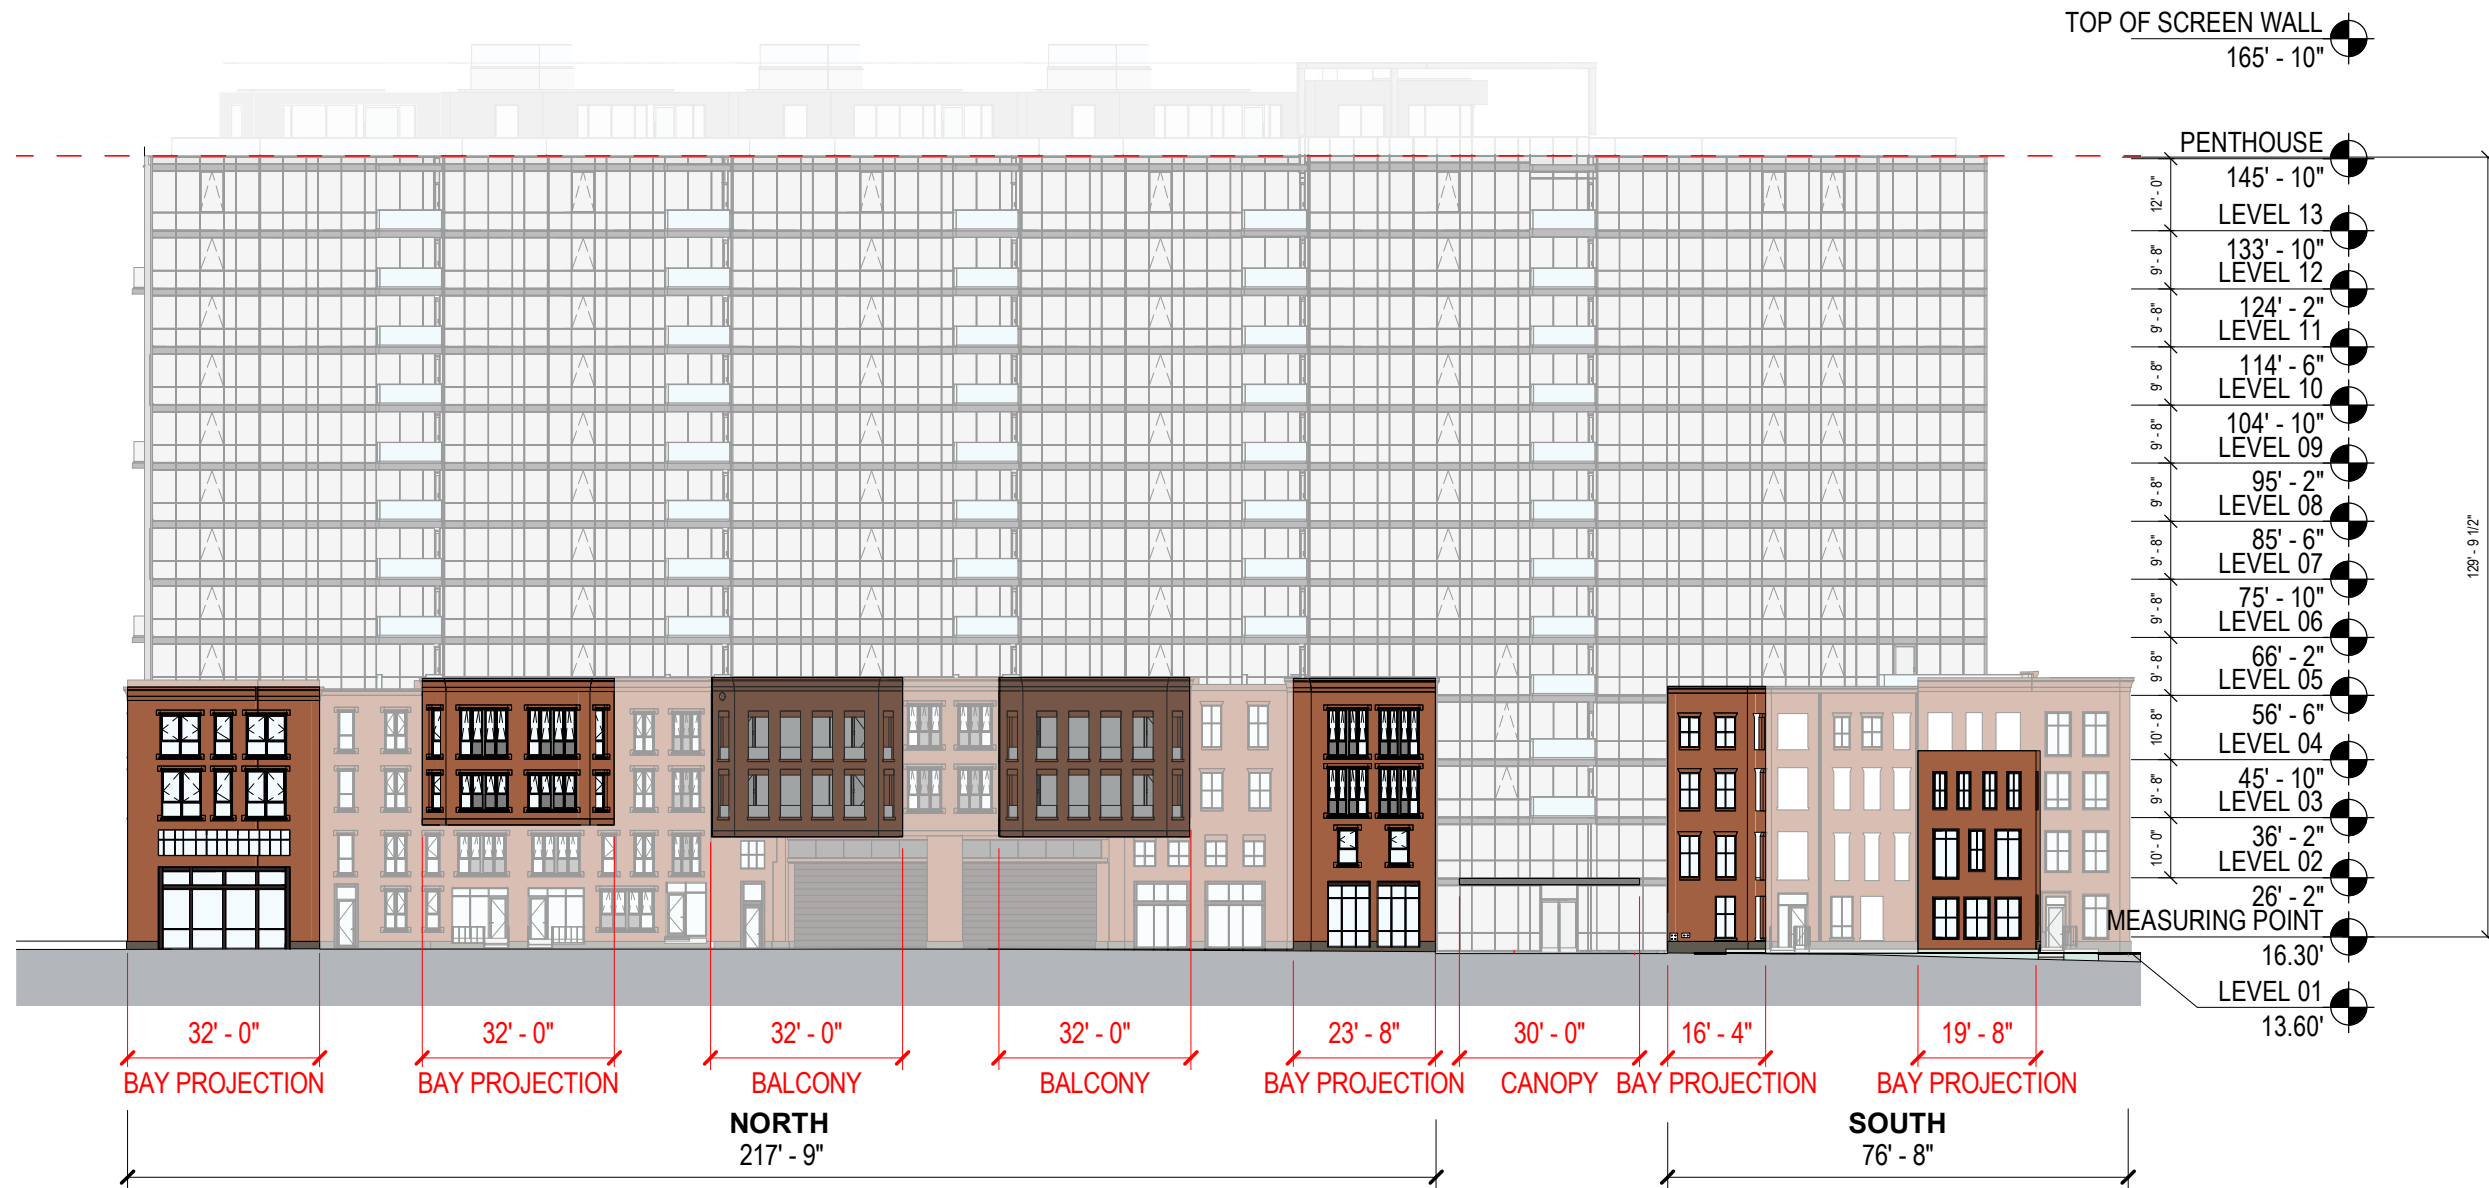 TOP OF SCREEN WALL
165' - 10"
PENTHOUSE
145' - 10"
12' - 0"
LEVEL 13
133' - 10"
9' - 8"
LEVEL 12
124' - 2"
9' - 8"
LEVEL 11
114' - 6"
9' - 8"
LEVEL 10
104' - 10"
9' - 8"
LEVEL 09
95' - 2"
9' - 8"
LEVEL 08
85' - 6"
9' - 8"
LEVEL 07
75' - 10"
9' - 8"
LEVEL 06
66' - 2"
9' - 8"
LEVEL 05
56' - 6"
10' - 8"
LEVEL 04
45' - 10"
9' - 8"
LEVEL 03
36' - 2"
10' - 0"
LEVEL 02
26' - 2"
MEASURING POINT
16.30'
LEVEL 01
13.60'
129' - 9 1/2"
32' - 0" 32' - 0" 32' - 0" 32' - 0" 23' - 8" 30' - 0" 16' - 4" 19' - 8"
BAY PROJECTION BAY PROJECTION BALCONY BALCONY BAY PROJECTION CANOPY BAY PROJECTION BAY PROJECTION
NORTH SOUTH
217' - 9" 76' - 8"